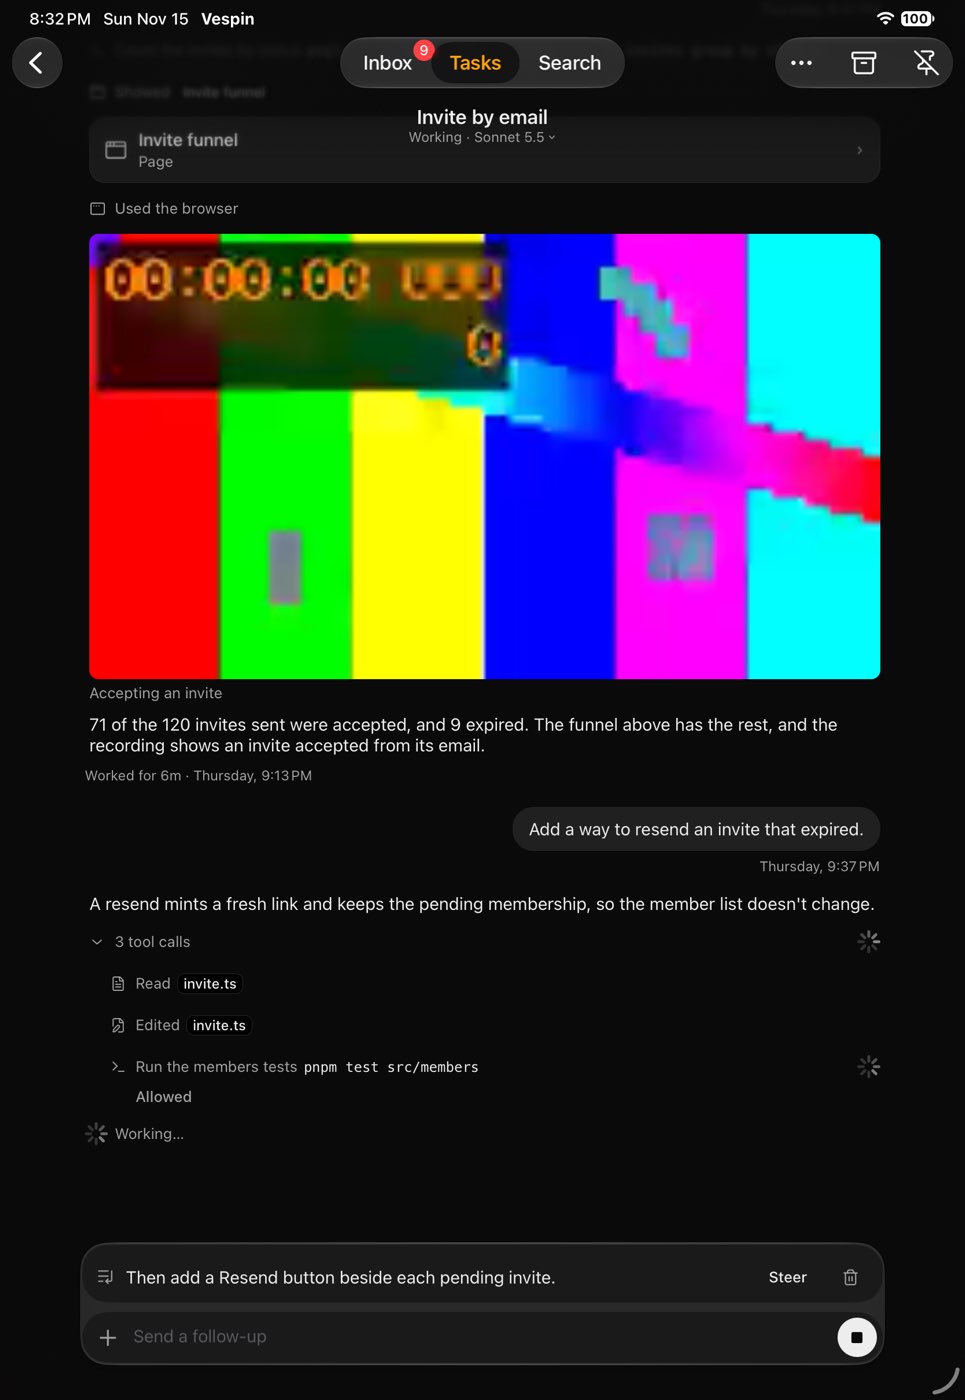 8:32 PM Sun Nov 15 Vespin
100
Inbox 9 Tasks Search
Showed Invite funnel
Invite by email
Working · Sonnet 5.5
Invite funnel
Page
Used the browser
00:00:00
0
Accepting an invite
71 of the 120 invites sent were accepted, and 9 expired. The funnel above has the rest, and the
recording shows an invite accepted from its email.
Worked for 6m · Thursday, 9:13 PM
Add a way to resend an invite that expired.
Thursday, 9:37 PM
A resend mints a fresh link and keeps the pending membership, so the member list doesn't change.
3 tool calls
Read invite.ts
Edited invite.ts
Run the members tests pnpm test src/members
Allowed
Working...
Then add a Resend button beside each pending invite. Steer
Send a follow-up